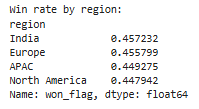 Win rate by region:
region
India            0.457232
Europe           0.455799
APAC             0.449275
North America    0.447942
Name: won_flag, dtype: float64